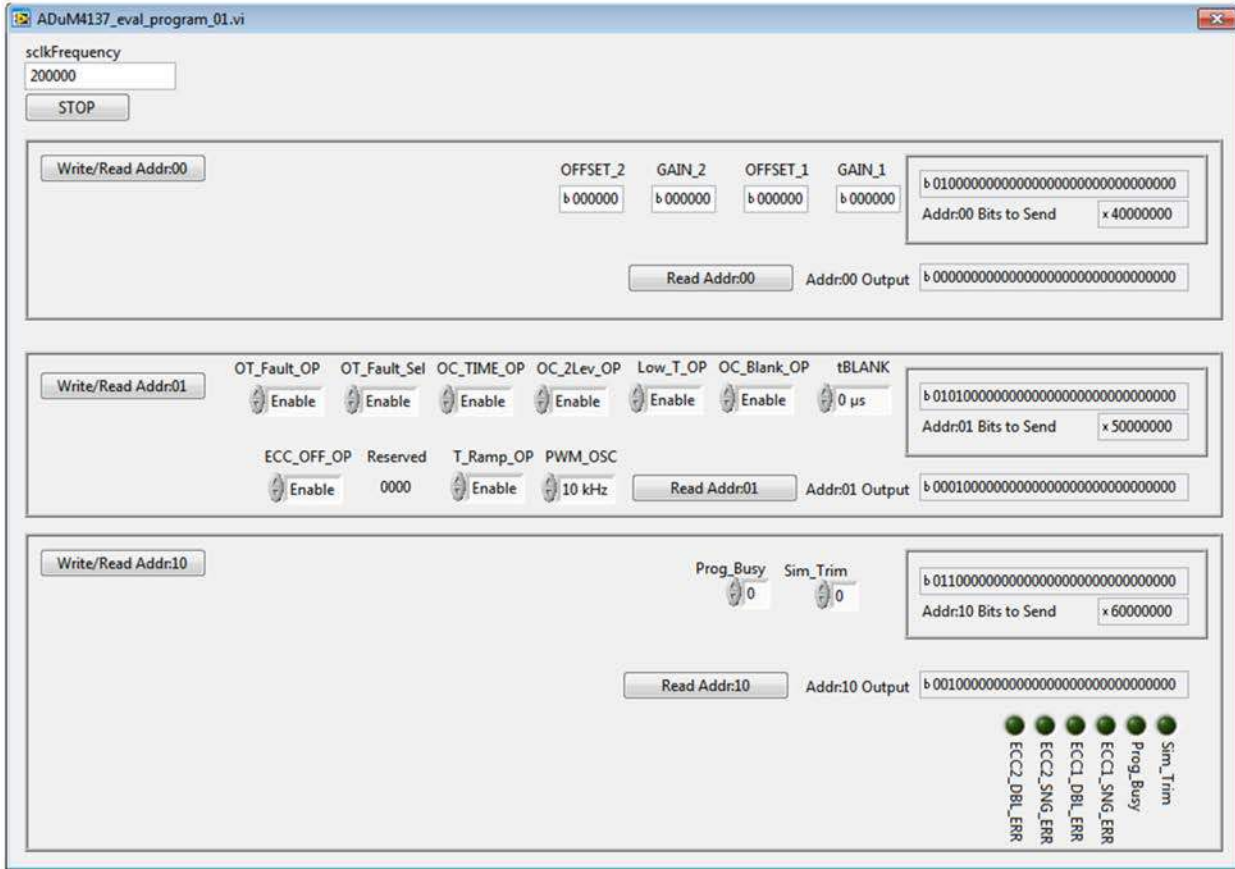 ADuM4137_eval_program_01.vi
sclkFrequency
200000
STOP
Write/Read Addr:00
OFFSET_2 GAIN_2 OFFSET_1 GAIN_1
b 000000 b 000000 b 000000 b 000000
b 01000000000000000000000000000000
Addr:00 Bits to Send x 40000000
Read Addr:00 Addr:00 Output b 00000000000000000000000000000000
Write/Read Addr:01
OT_Fault_OP OT_Fault_Sel OC_TIME_OP OC_2Lev_OP Low_T_OP OC_Blank_OP tBLANK
Enable Enable Enable Enable Enable Enable 0 µs
b 01010000000000000000000000000000
Addr:01 Bits to Send x 50000000
ECC_OFF_OP Reserved T_Ramp_OP PWM_OSC
Enable 0000 Enable 10 kHz
Read Addr:01 Addr:01 Output b 00010000000000000000000000000000
Write/Read Addr:10
Prog_Busy Sim_Trim
0 0
b 01100000000000000000000000000000
Addr:10 Bits to Send x 60000000
Read Addr:10 Addr:10 Output b 00100000000000000000000000000000
ECC2_DBL_ERR
ECC2_SNG_ERR
ECC1_DBL_ERR
ECC1_SNG_ERR
Prog_Busy
Sim_Trim